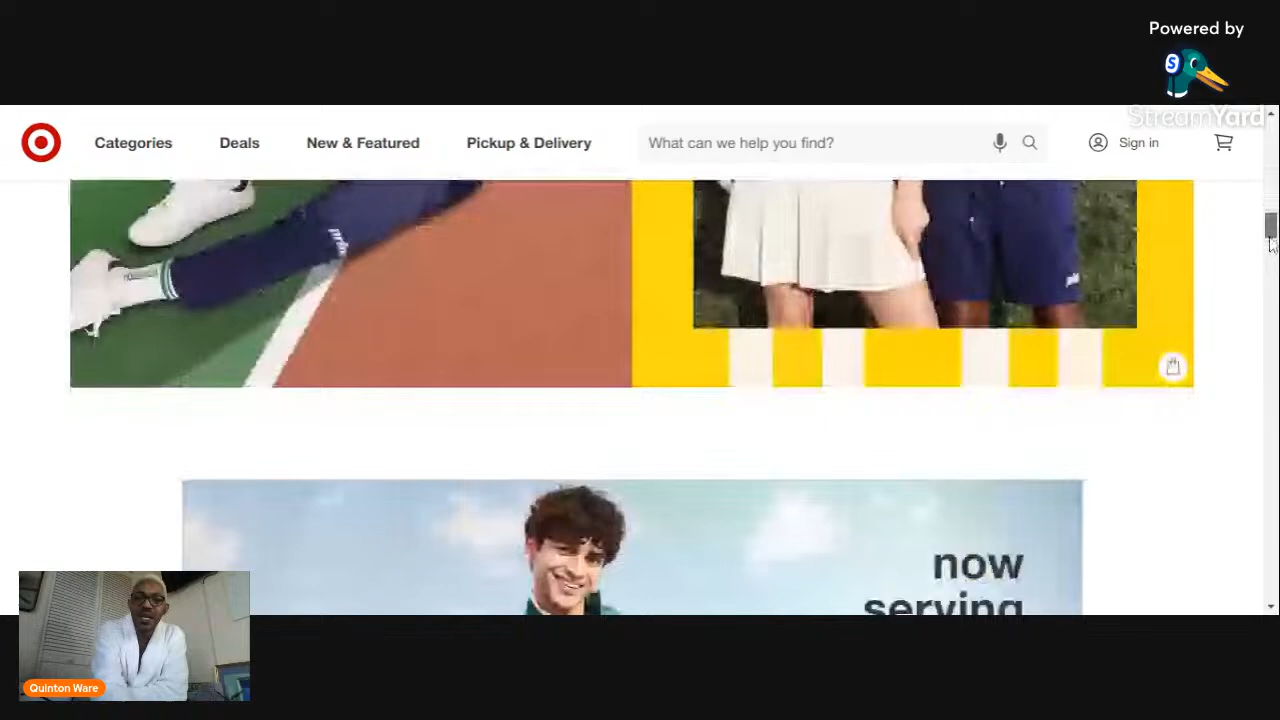 Powered by
S
StreamYard
Categories
Deals
New & Featured
Pickup & Delivery
What can we help you find?
Sign in
now
serving
Quinton Ware